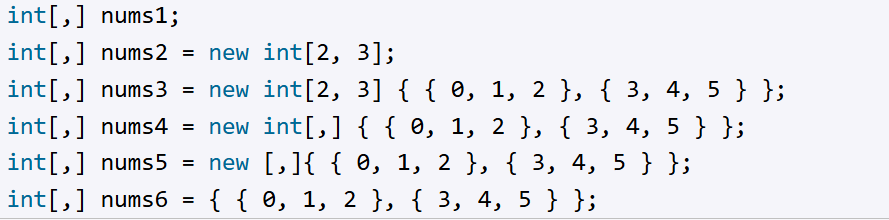 int[,] nums1;
int[,] nums2 = new int[2, 3];
int[,] nums3 = new int[2, 3] { { 0, 1, 2 }, { 3, 4, 5 } };
int[,] nums4 = new int[,] { { 0, 1, 2 }, { 3, 4, 5 } };
int[,] nums5 = new [,]{ { 0, 1, 2 }, { 3, 4, 5 } };
int[,] nums6 = { { 0, 1, 2 }, { 3, 4, 5 } };